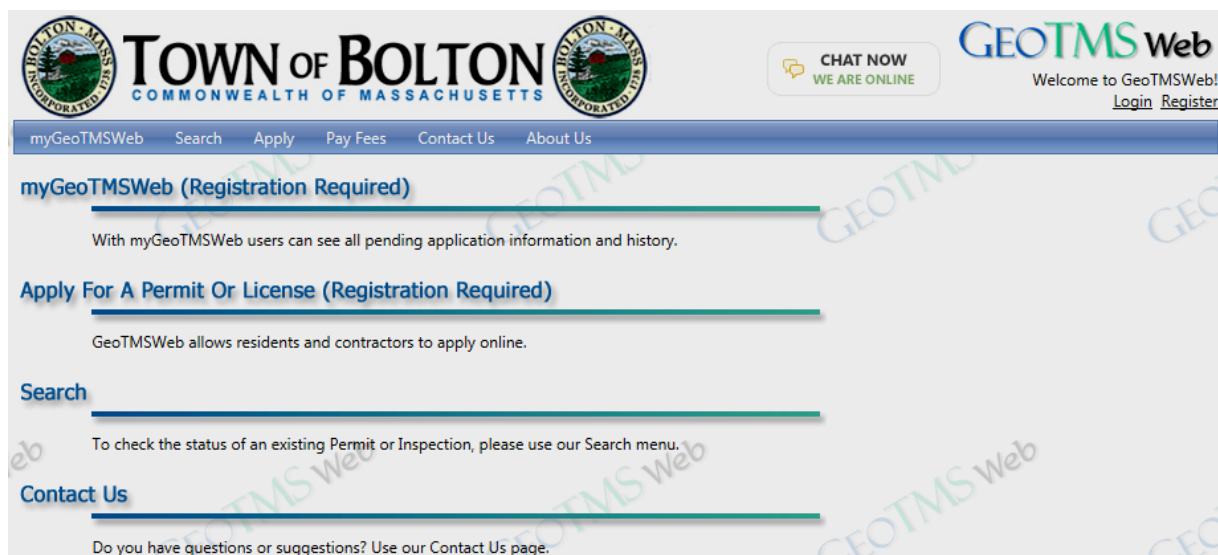 TOWN OF BOLTON
COMMONWEALTH OF MASSACHUSETTS
BOLTON-MASS
INCORPORATED 1738
CHAT NOW
WE ARE ONLINE
GEOTMS Web
Welcome to GeoTMSWeb!
Login Register
myGeoTMSWeb Search Apply Pay Fees Contact Us About Us
myGeoTMSWeb (Registration Required)
With myGeoTMSWeb users can see all pending application information and history.
Apply For A Permit Or License (Registration Required)
GeoTMSWeb allows residents and contractors to apply online.
Search
To check the status of an existing Permit or Inspection, please use our Search menu.
Contact Us
Do you have questions or suggestions? Use our Contact Us page.